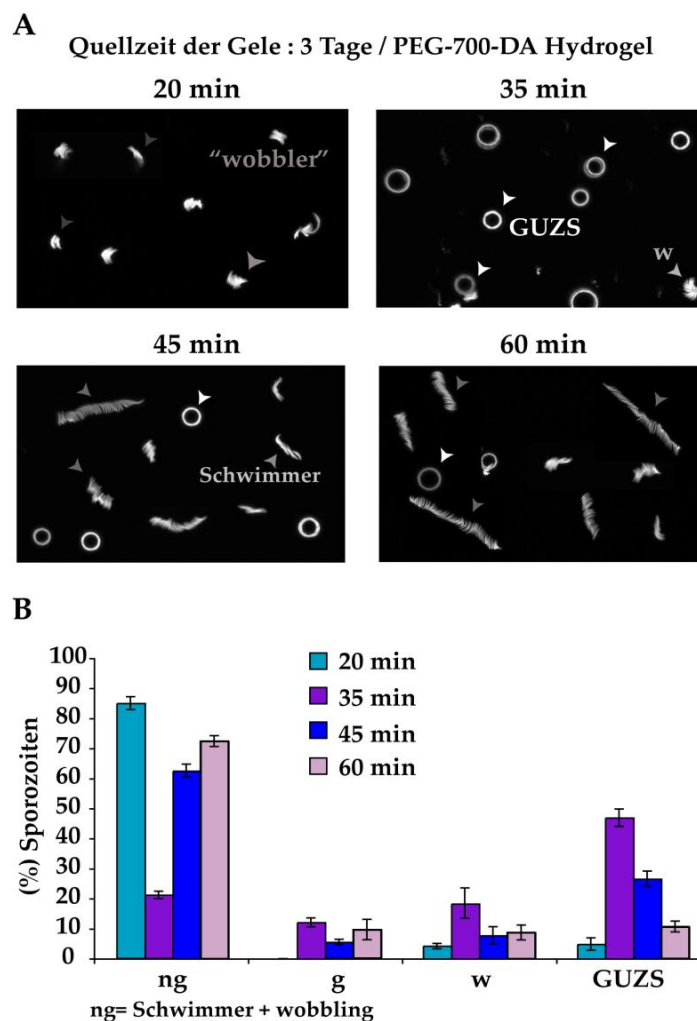 A
Quellzeit der Gele : 3 Tage / PEG-700-DA Hydrogel
20 min
35 min
"wobbler"
GUZS
w
45 min
60 min
Schwimmer
B
100
90
80
70
60
50
40
30
20
10
0
(%) Sporozoiten
20 min
35 min
45 min
60 min
ng
g
w
GUZS
ng= Schwimmer + wobbling